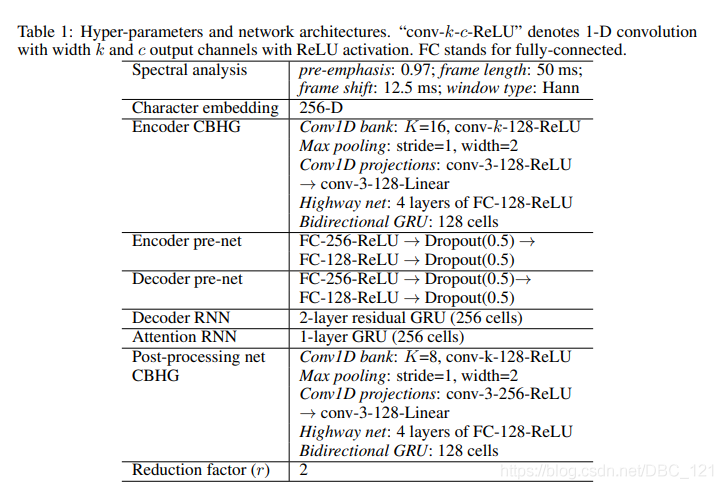 Table 1: Hyper-parameters and network architectures. “conv-k-c-ReLU” denotes 1-D convolution
with width k and c output channels with ReLU activation. FC stands for fully-connected.
Spectral analysis pre-emphasis: 0.97; frame length: 50 ms;
frame shift: 12.5 ms; window type: Hann
Character embedding 256-D
Encoder CBHG Conv1D bank: K=16, conv-k-128-ReLU
Max pooling: stride=1, width=2
Conv1D projections: conv-3-128-ReLU
→ conv-3-128-Linear
Highway net: 4 layers of FC-128-ReLU
Bidirectional GRU: 128 cells
Encoder pre-net FC-256-ReLU → Dropout(0.5) →
FC-128-ReLU → Dropout(0.5)
Decoder pre-net FC-256-ReLU → Dropout(0.5)→
FC-128-ReLU → Dropout(0.5)
Decoder RNN 2-layer residual GRU (256 cells)
Attention RNN 1-layer GRU (256 cells)
Post-processing net Conv1D bank: K=8, conv-k-128-ReLU
CBHG Max pooling: stride=1, width=2
Conv1D projections: conv-3-256-ReLU
→ conv-3-128-Linear
Highway net: 4 layers of FC-128-ReLU
Bidirectional GRU: 128 cells
Reduction factor (r) 2
https://blog.csdn.net/DBC_121